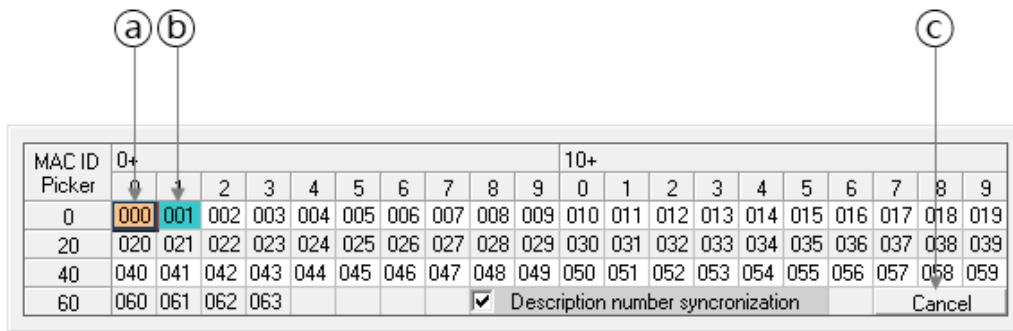 ⓐ ⓑ ⓒ
MAC ID Picker 0+ 10+
0 1 2 3 4 5 6 7 8 9 0 1 2 3 4 5 6 7 8 9
0 000 001 002 003 004 005 006 007 008 009 010 011 012 013 014 015 016 017 018 019
20 020 021 022 023 024 025 026 027 028 029 030 031 032 033 034 035 036 037 038 039
40 040 041 042 043 044 045 046 047 048 049 050 051 052 053 054 055 056 057 058 059
60 060 061 062 063 Description number syncronization Cancel